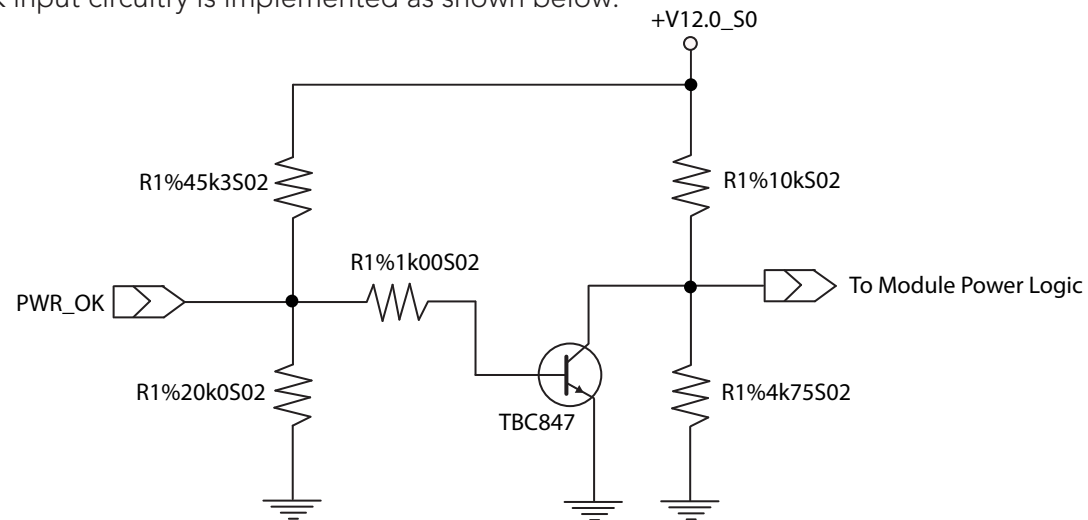 input circuitry is implemented as shown below.
+V12.0_S0
R1%45k3S02
R1%10kS02
R1%1k00S02
PWR_OK
To Module Power Logic
R1%20k0S02
R1%4k75S02
TBC847